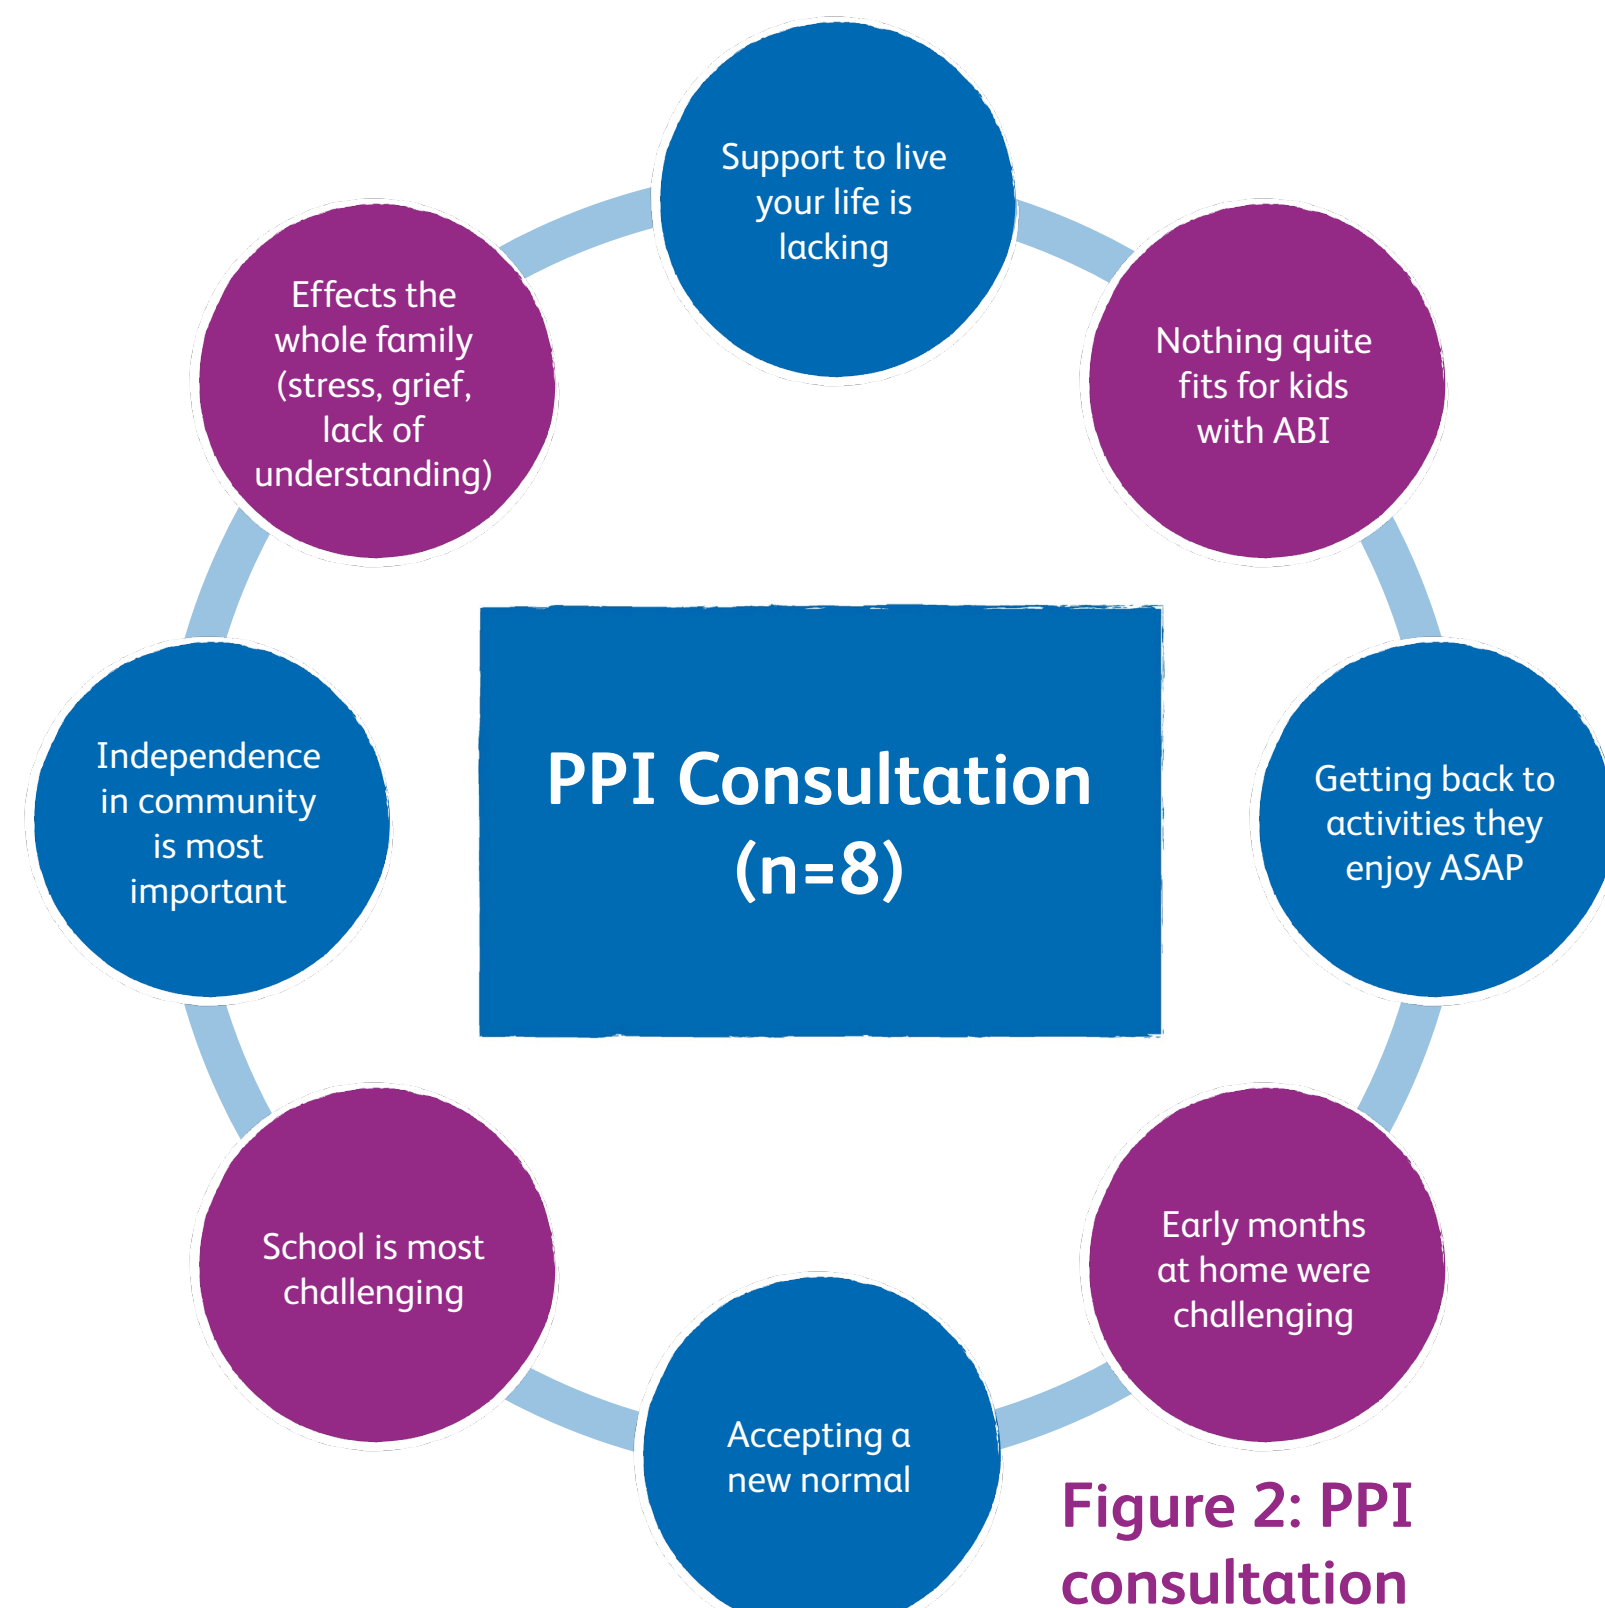 Support to live
your life is
lacking
Nothing quite
fits for kids
with ABI
Getting back to
activities they
enjoy ASAP
Early months
at home were
challenging
Accepting a
new normal
School is most
challenging
Independence
in community
is most
important
Effects the
whole family
(stress, grief,
lack of
understanding)
PPI Consultation
(n=8)
Figure 2: PPI
consultation